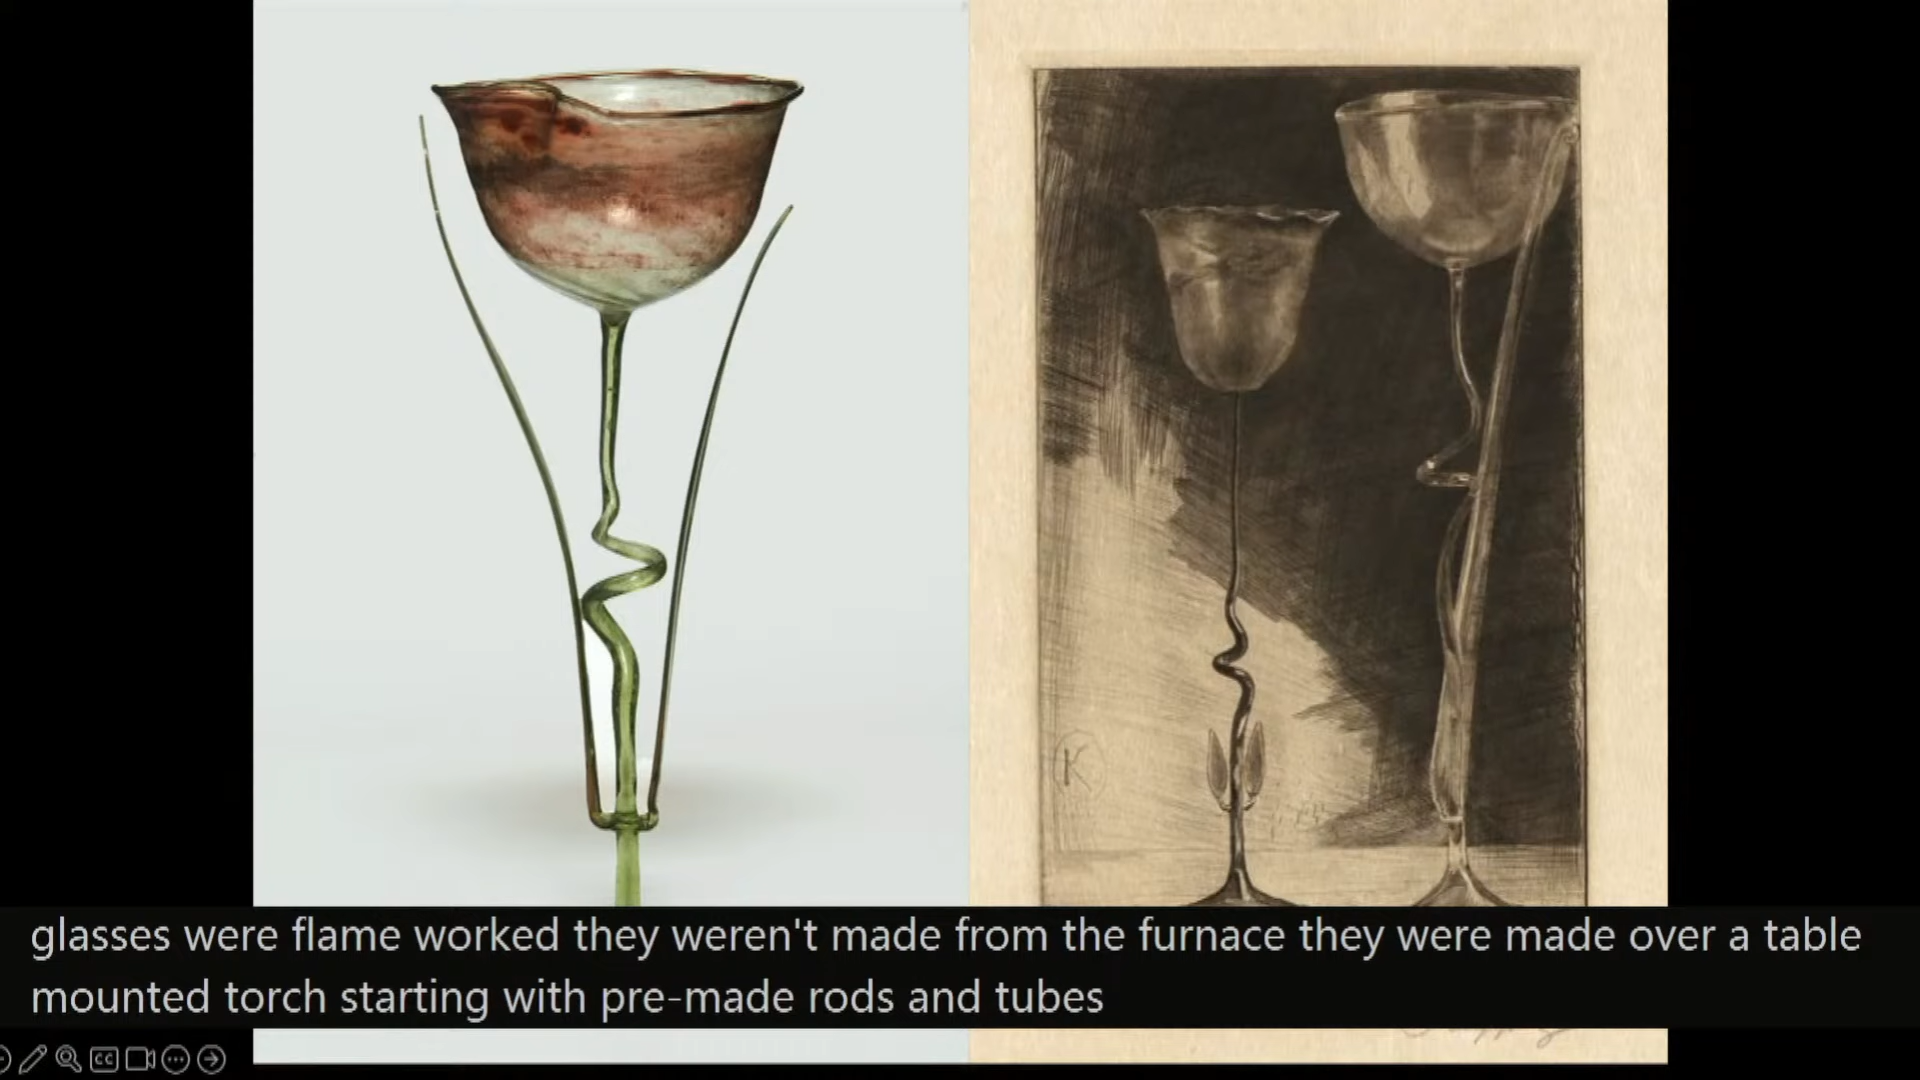 K
glasses were flame worked they weren't made from the furnace they were made over a table
mounted torch starting with pre-made rods and tubes
CC